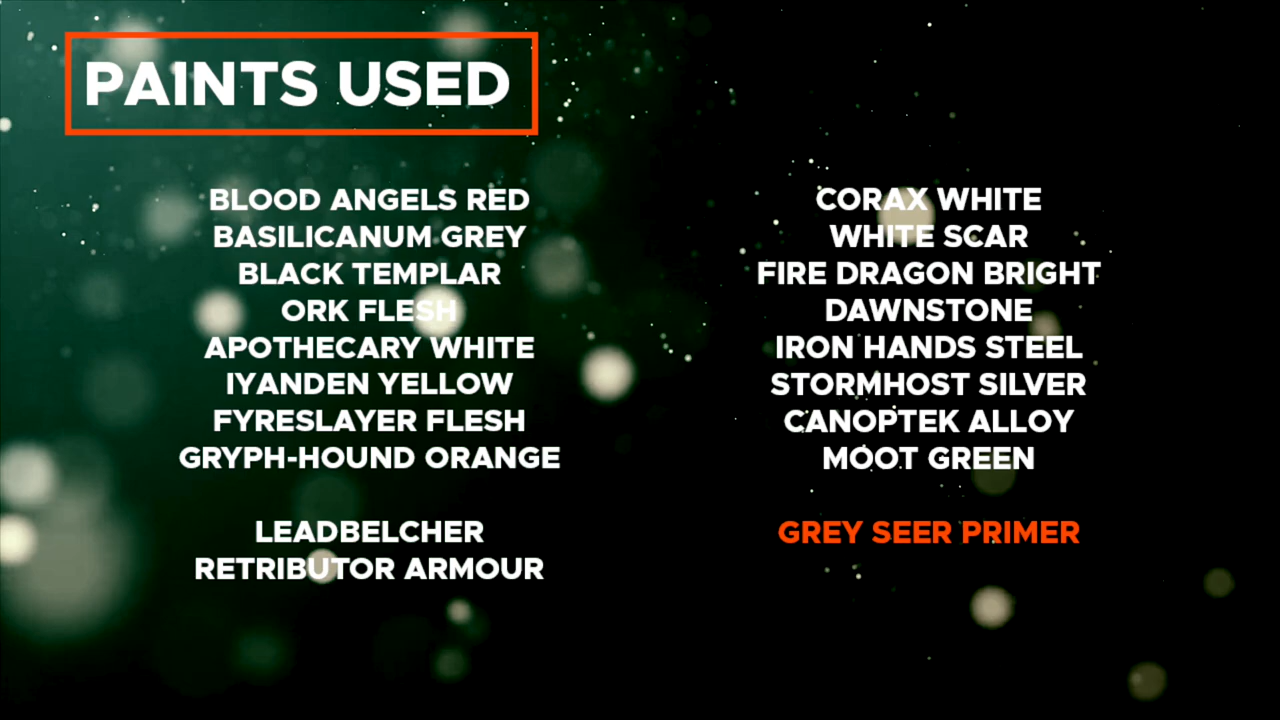 PAINTS USED
BLOOD ANGELS RED
BASILICANUM GREY
BLACK TEMPLAR
ORK FLESH
APOTHECARY WHITE
IYANDEN YELLOW
FYRESLAYER FLESH
GRYPH-HOUND ORANGE
LEADBELCHER
RETRIBUTOR ARMOUR
CORAX WHITE
WHITE SCAR
FIRE DRAGON BRIGHT
DAWNSTONE
IRON HANDS STEEL
STORMHOST SILVER
CANOPTEK ALLOY
MOOT GREEN
GREY SEER PRIMER